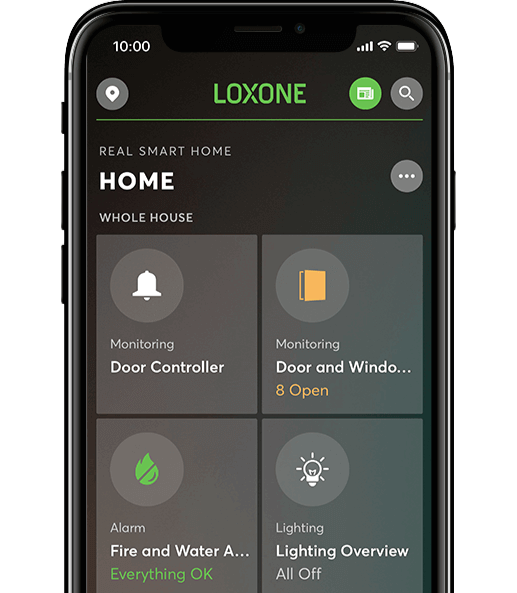 10:00
LOXONE
REAL SMART HOME
HOME
WHOLE HOUSE
Monitoring
Door Controller
Monitoring
Door and Windo...
8 Open
Alarm
Fire and Water A...
Everything OK
Lighting
Lighting Overview
All Off